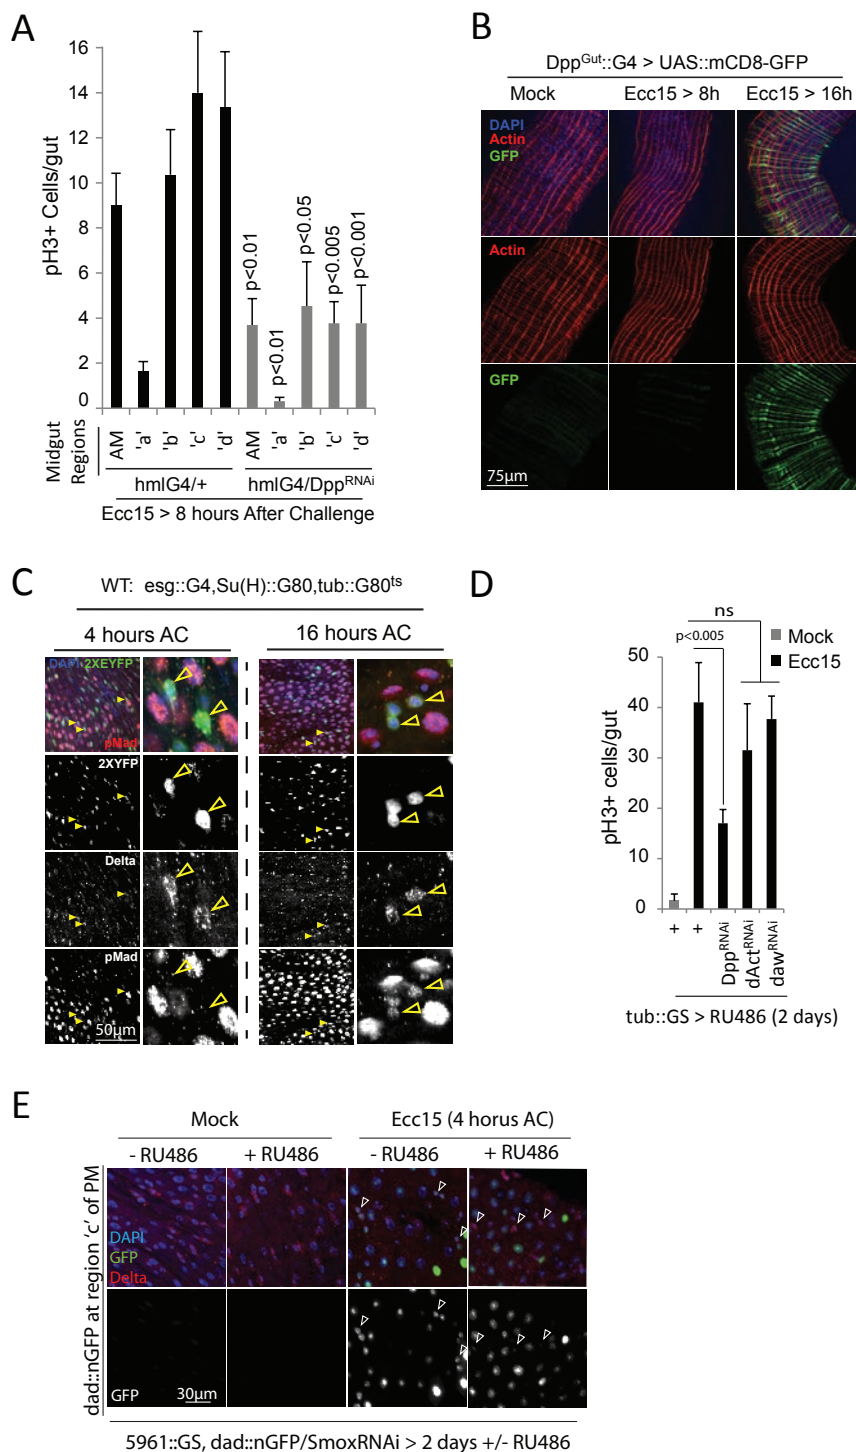 A
16
14
12
10
8
6
4
2
0
pH3+ Cells/gut
p<0.01
p<0.01
p<0.05
p<0.005
p<0.001
Midgut Regions
AM 'a' 'b' 'c' 'd' AM 'a' 'b' 'c' 'd'
hmlG4/+ hmlG4/Dpp^RNAi
Ecc15 > 8 hours After Challenge
B
Dpp^Gut::G4 > UAS::mCD8-GFP
Mock Ecc15 > 8h Ecc15 > 16h
DAPI
Actin
GFP
Actin
GFP
75µm
C
WT: esg::G4,Su(H)::G80,tub::G80^ts
4 hours AC 16 hours AC
DAPI 2XEYFP
pMad
2XYFP
Delta
pMad
50µm
D
ns
p<0.005
Mock
Ecc15
50
40
30
20
10
0
pH3+ cells/gut
+ + Dpp^RNAi dAct^RNAi daw^RNAi
tub::GS > RU486 (2 days)
E
Mock Ecc15 (4 horus AC)
- RU486 + RU486 - RU486 + RU486
dad::nGFP at region 'c' of PM
DAPI
GFP
Delta
GFP
30µm
5961::GS, dad::nGFP/SmoxRNAi > 2 days +/- RU486